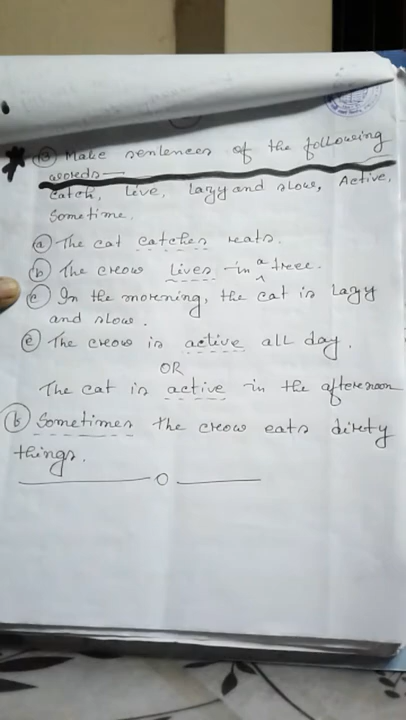 13 Make sentences of the following
words—
catch, Live, Lazy and slow, Active,
Sometime.
a The cat catches rats.
b The crow lives in a tree.
c In the morning, the cat is lazy
and slow.
e The crow is active all day.
OR
The cat is active in the afternoon
b Sometimes the crow eats dirty
things.